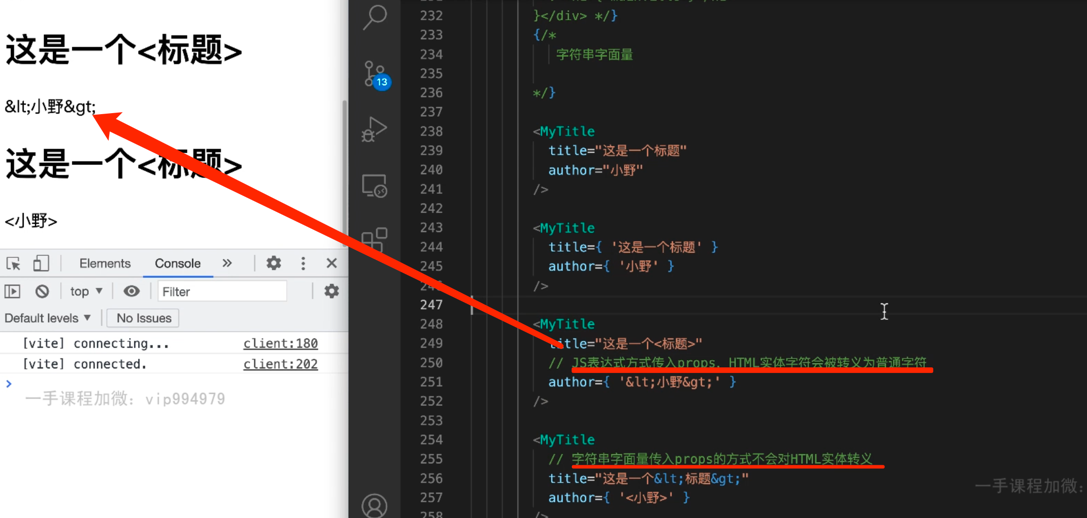 这是一个<标题>
&lt;小野&gt;
这是一个<标题>
<小野>
Elements
Console
top
Filter
Default levels
No Issues
[vite] connecting...
client:180
[vite] connected.
client:202
一手课程加微：vip994979
13
232
233 }</div> */}
234 {/*
字符串字面量
235
236 */}
237
238 <MyTitle
239 title="这是一个标题"
240 author="小野"
241 />
242
243 <MyTitle
244 title={ '这是一个标题' }
245 author={ '小野' }
246 />
247
248 <MyTitle
249 title="这是一个<标题>"
250 // JS表达式方式传入props，HTML实体字符会被转义为普通字符
251 author={ '&lt;小野&gt;' }
252 />
253
254 <MyTitle
255 // 字符串字面量传入props的方式不会对HTML实体转义
256 title="这是一个&lt;标题&gt;"
257 author={ '<小野>' }
258 />
一手课程加微：